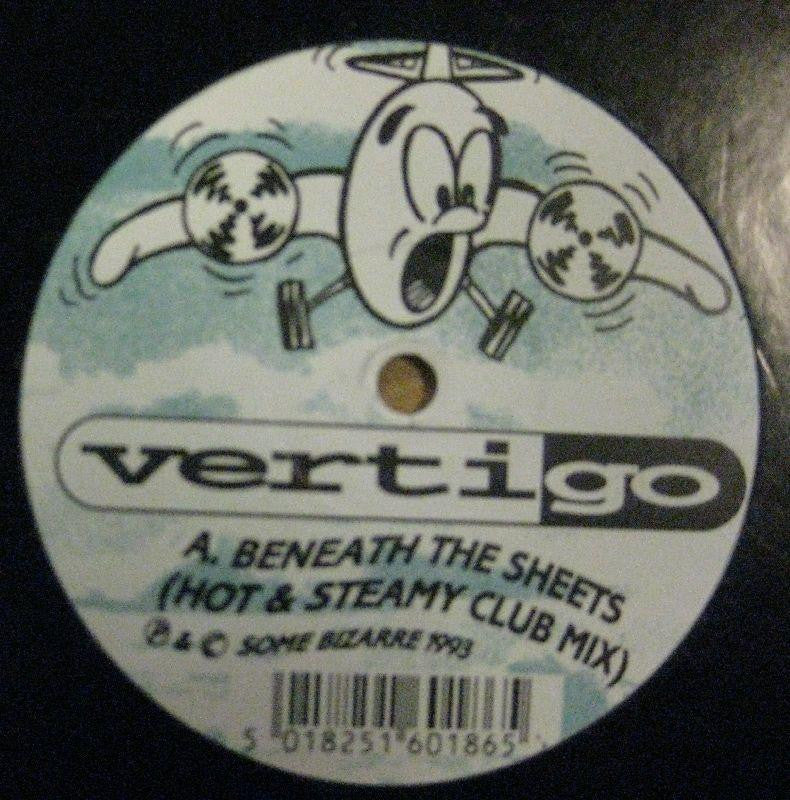 vertigo
A. BENEATH THE SHEETS
(HOT & STEAMY CLUB MIX)
Ⓟ & © SOME BIZARRE 1993
5 018251 601865